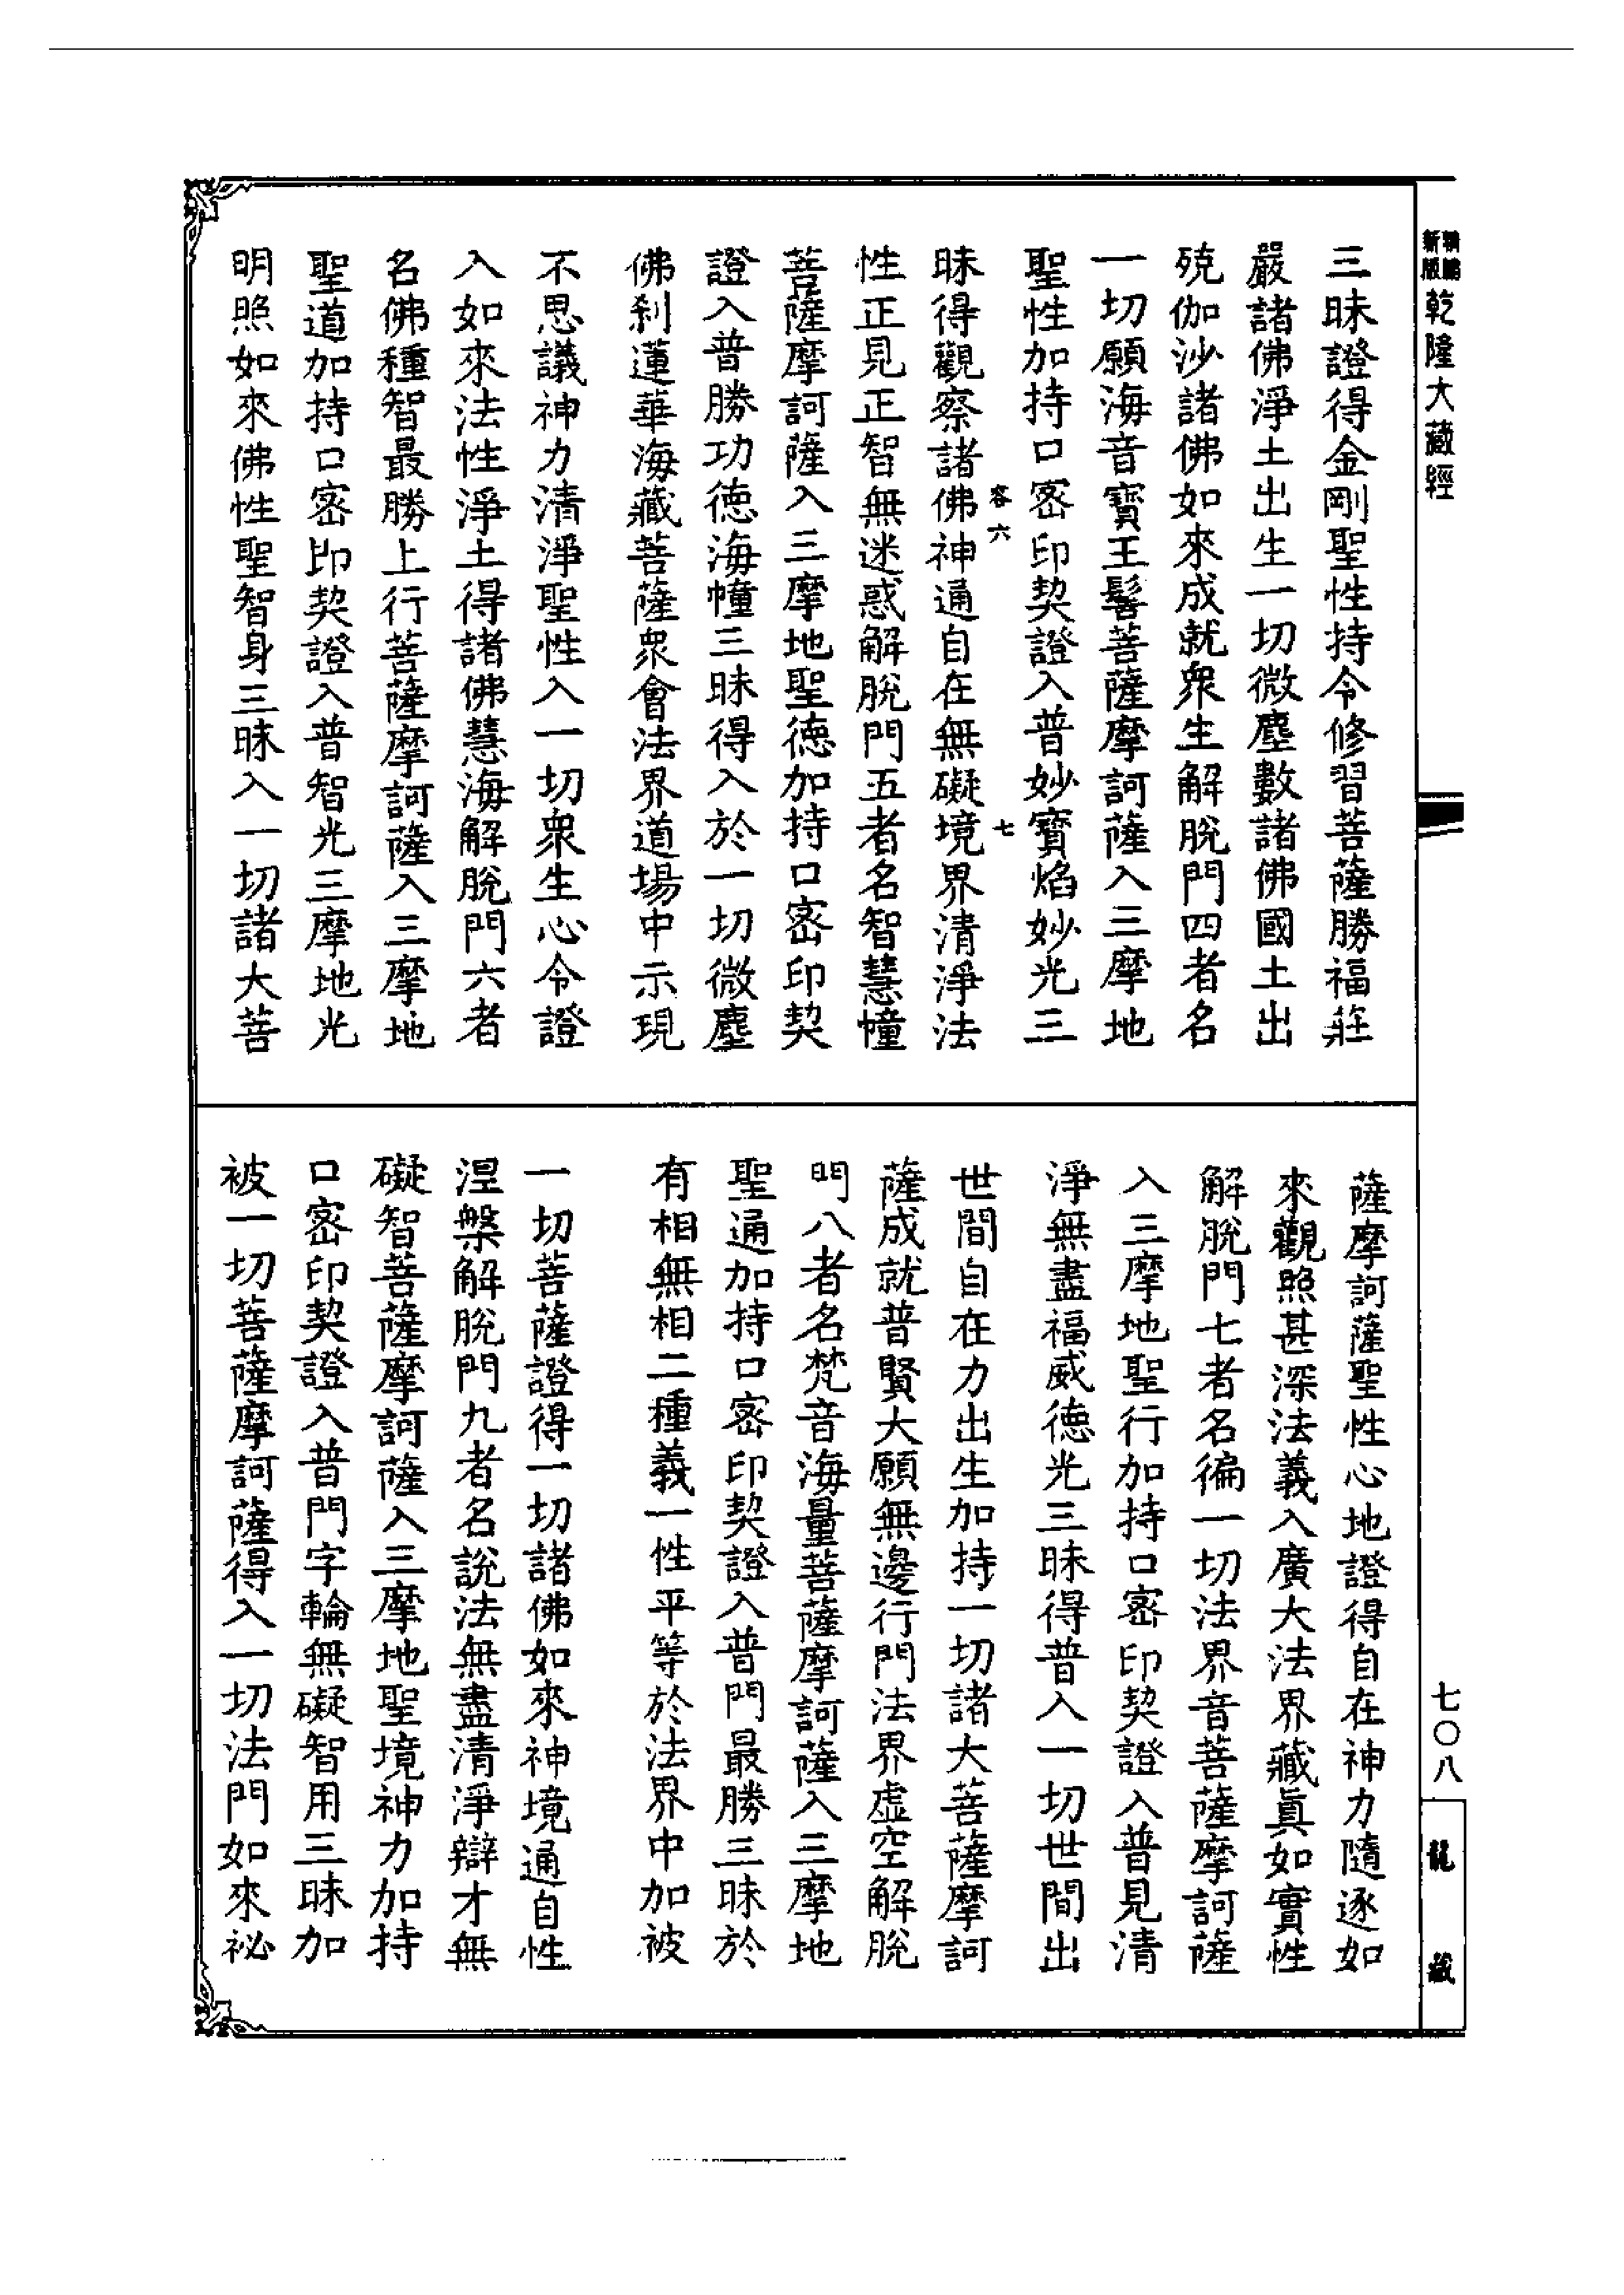 新版
乾隆大藏經
三昧證得金剛聖性持令修習菩薩勝福莊
嚴諸佛淨土出生一切微塵數諸佛國土出
殑伽沙諸佛如來成就衆生解脫門四者名
一切願海音寶王髻菩薩摩訶薩入三摩地
聖性加持口密印契證入普妙寶焰妙光三
客六 七
昧得觀察諸佛神通自在無礙境界清淨法
性正見正智無迷惑解脫門五者名智慧幢
菩薩摩訶薩入三摩地聖德加持口密印契
證入普勝功德海幢三昧得入於一切微塵
佛刹蓮華海藏菩薩衆會法界道場中示現
不思議神力清淨聖性入一切衆生心令證
入如來法性淨土得諸佛慧海解脫門六者
名佛種智最勝上行菩薩摩訶薩入三摩地
聖道加持口密印契證入普智光三摩地光
明照如來佛性聖智身三昧入一切諸大菩
薩摩訶薩聖性心地證得自在神力隨逐如
來觀照甚深法義入廣大法界藏眞如實性
解脫門七者名徧一切法界音菩薩摩訶薩
入三摩地聖行加持口密印契證入普見清
淨無盡福威德光三昧得普入一切世間出
世間自在力出生加持一切諸大菩薩摩訶
薩成就普賢大願無邊行門法界虛空解脫
門八者名梵音海量菩薩摩訶薩入三摩地
聖通加持口密印契證入普門最勝三昧於
有相無相二種義一性平等於法界中加被
一切菩薩證得一切諸佛如來神境通自性
涅槃解脫門九者名說法無盡清淨辯才無
礙智菩薩摩訶薩入三摩地聖境神力加持
口密印契證入普門字輪無礙智用三昧加
被一切菩薩摩訶薩得入一切法門如來祕
七〇八
龍藏